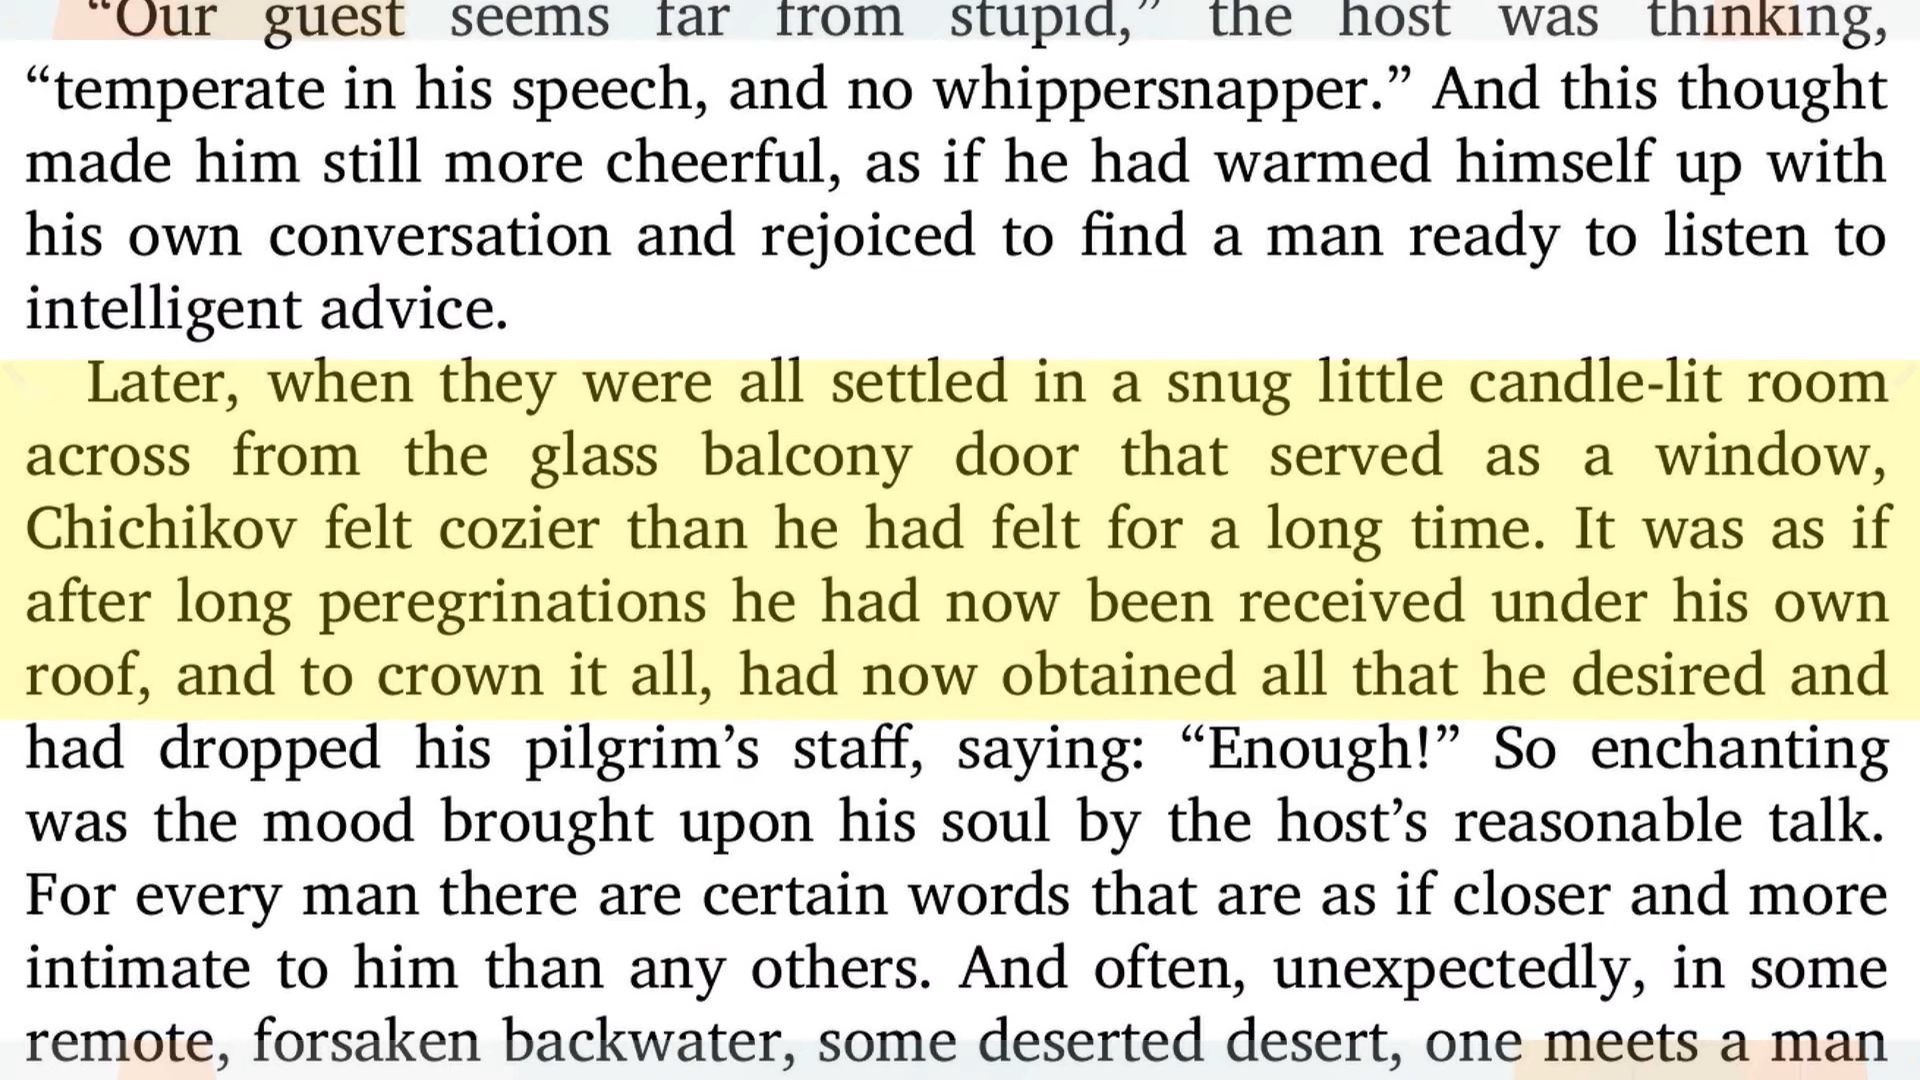 “Our guest seems far from stupid,” the host was thinking,
“temperate in his speech, and no whippersnapper.” And this thought
made him still more cheerful, as if he had warmed himself up with
his own conversation and rejoiced to find a man ready to listen to
intelligent advice.
Later, when they were all settled in a snug little candle-lit room
across from the glass balcony door that served as a window,
Chichikov felt cozier than he had felt for a long time. It was as if
after long peregrinations he had now been received under his own
roof, and to crown it all, had now obtained all that he desired and
had dropped his pilgrim’s staff, saying: “Enough!” So enchanting
was the mood brought upon his soul by the host’s reasonable talk.
For every man there are certain words that are as if closer and more
intimate to him than any others. And often, unexpectedly, in some
remote, forsaken backwater, some deserted desert, one meets a man